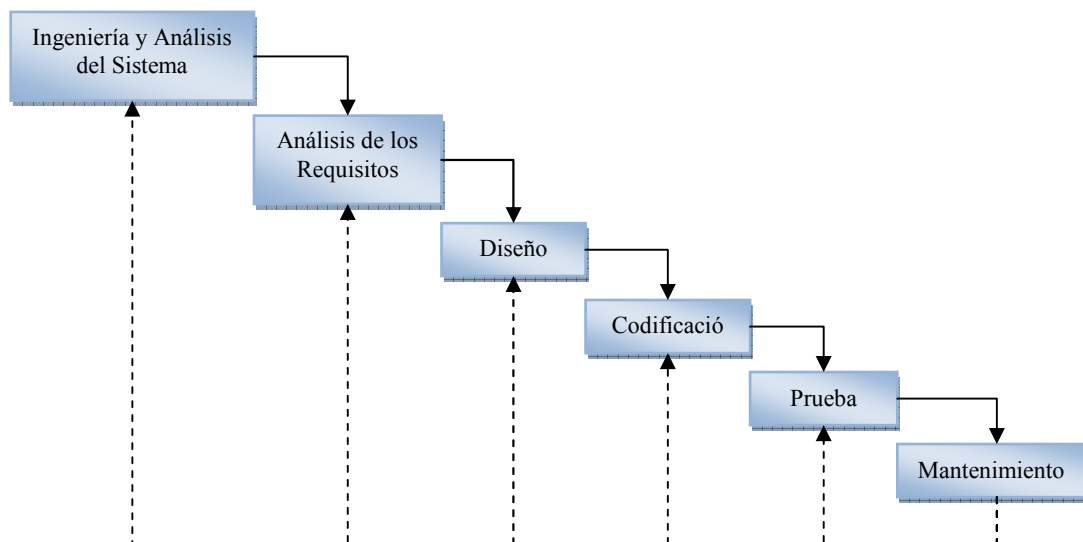 Ingeniería y Análisis
del Sistema
Análisis de los
Requisitos
Diseño
Codificació
Prueba
Mantenimiento